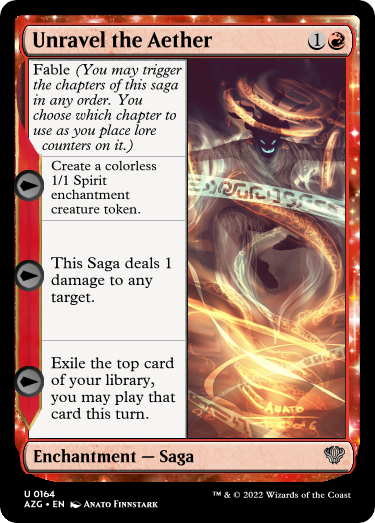 Unravel the Aether
1
Fable (You may trigger
the chapters of this saga
in any order. You
choose which chapter to
use as you place lore
counters on it.)
Create a colorless
1/1 Spirit
enchantment
creature token.
This Saga deals 1
damage to any
target.
Exile the top card
of your library,
you may play that
card this turn.
ANATO
Enchantment — Saga
U 0164
AZG • EN Anato Finnstark
™ & © 2022 Wizards of the Coast